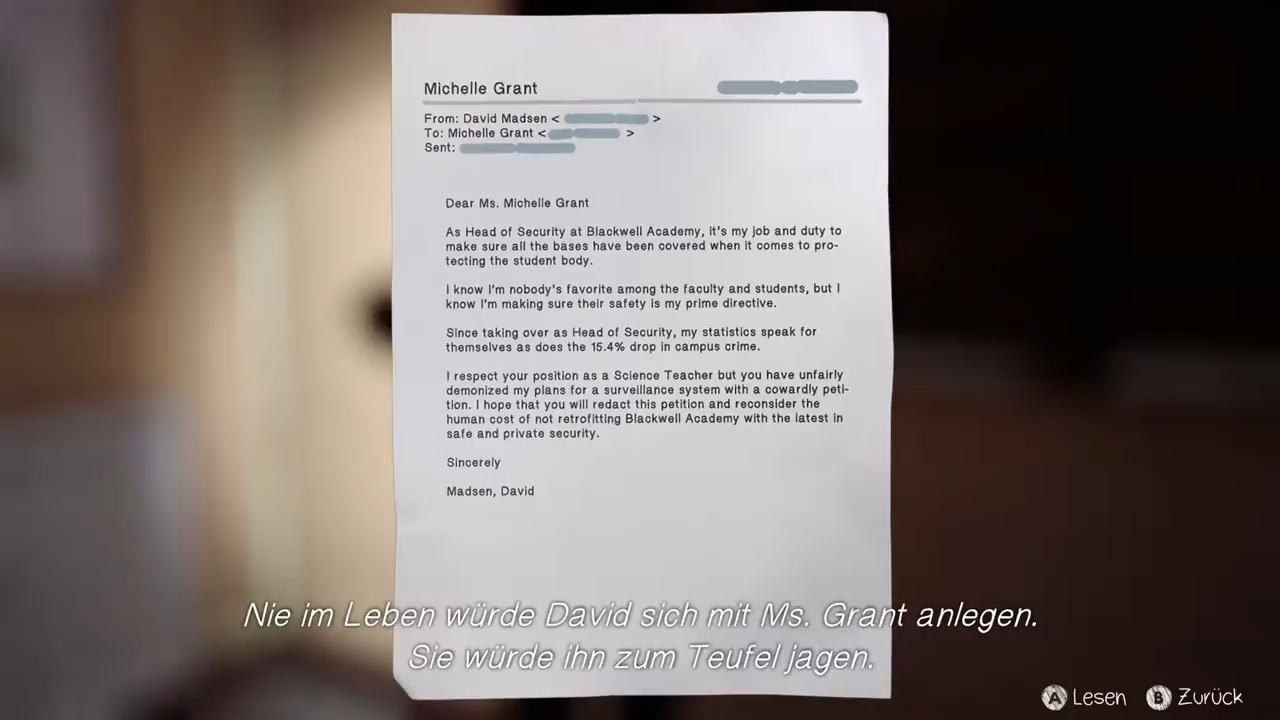 Michelle Grant
From: David Madsen < >
To: Michelle Grant < >
Sent:
Dear Ms. Michelle Grant
As Head of Security at Blackwell Academy, it's my job and duty to
make sure all the bases have been covered when it comes to pro-
tecting the student body.
I know I'm nobody's favorite among the faculty and students, but I
know I'm making sure their safety is my prime directive.
Since taking over as Head of Security, my statistics speak for
themselves as does the 15.4% drop in campus crime.
I respect your position as a Science Teacher but you have unfairly
demonized my plans for a surveillance system with a cowardly peti-
tion. I hope that you will redact this petition and reconsider the
human cost of not retrofitting Blackwell Academy with the latest in
safe and private security.
Sincerely
Madsen, David
Nie im Leben würde David sich mit Ms. Grant anlegen.
Sie würde ihn zum Teufel jagen.
A Lesen B Zurück